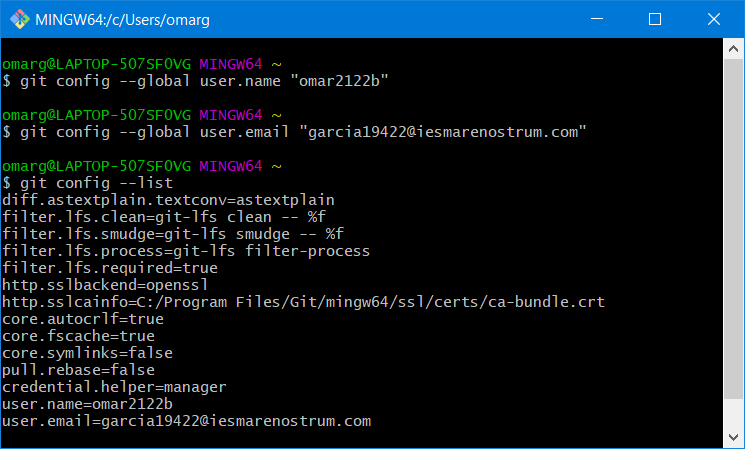 MINGW64:/c/Users/omarg
omarg@LAPTOP-507SF0VG MINGW64 ~
$ git config --global user.name "omar2122b"
omarg@LAPTOP-507SF0VG MINGW64 ~
$ git config --global user.email "garcia19422@iesmarenostrum.com"
omarg@LAPTOP-507SF0VG MINGW64 ~
$ git config --list
diff.astextplain.textconv=astextplain
filter.lfs.clean=git-lfs clean -- %f
filter.lfs.smudge=git-lfs smudge -- %f
filter.lfs.process=git-lfs filter-process
filter.lfs.required=true
http.sslbackend=openssl
http.sslcainfo=C:/Program Files/Git/mingw64/ssl/certs/ca-bundle.crt
core.autocrlf=true
core.fscache=true
core.symlinks=false
pull.rebase=false
credential.helper=manager
user.name=omar2122b
user.email=garcia19422@iesmarenostrum.com